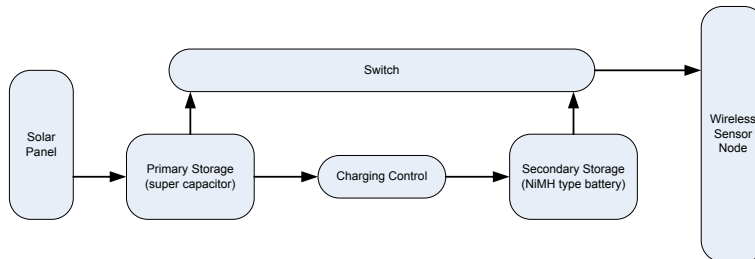 Switch
Solar
Panel
Primary Storage
(super capacitor)
Charging Control
Secondary Storage
(NiMH type battery)
Wireless
Sensor
Node